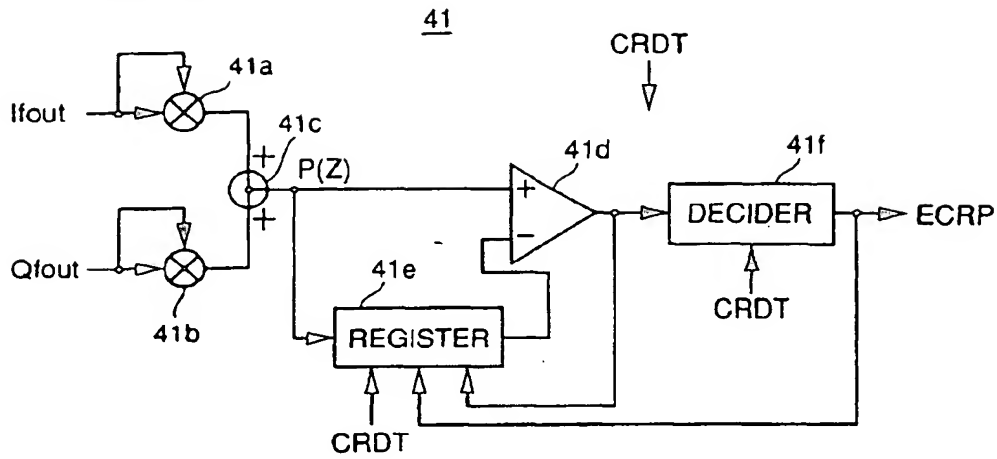 41
CRDT
41a
Ifout
41c
+
P(Z)
41d
41f
+
+
DECIDER
ECRP
−
Qfout
41e
41b
REGISTER
CRDT
CRDT